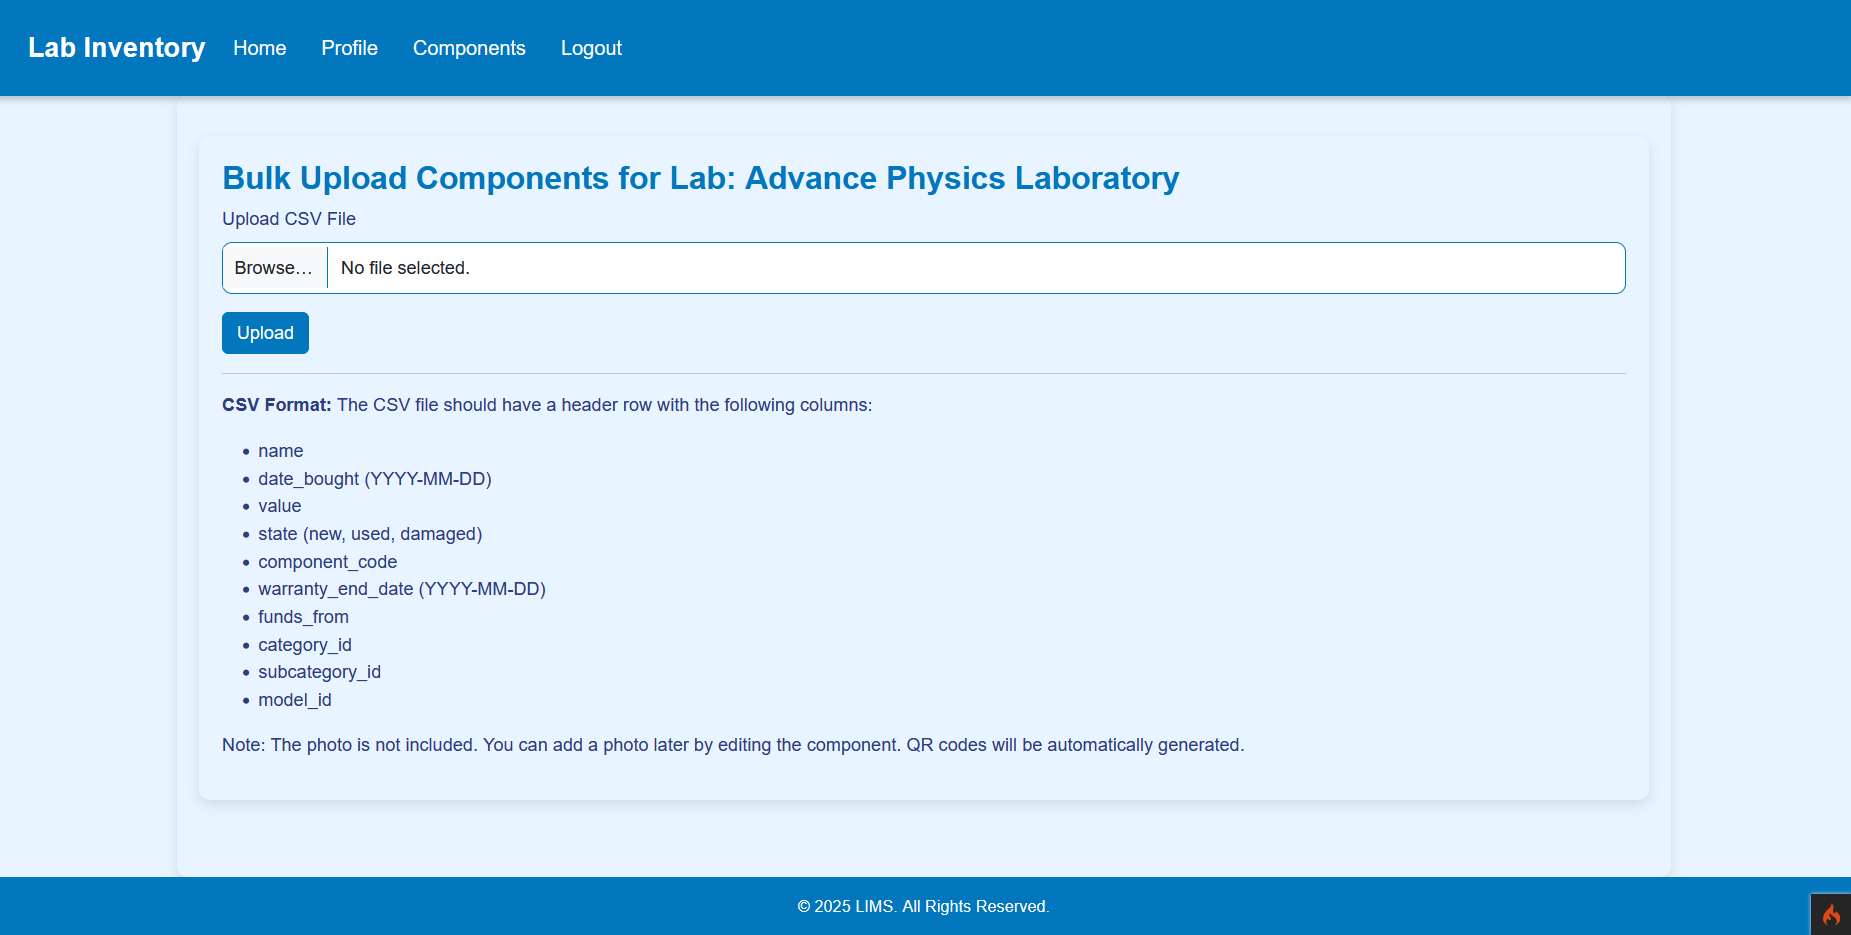 Lab Inventory Home Profile Components Logout
Bulk Upload Components for Lab: Advance Physics Laboratory
Upload CSV File
Browse... No file selected.
Upload
CSV Format: The CSV file should have a header row with the following columns:
• name
• date_bought (YYYY-MM-DD)
• value
• state (new, used, damaged)
• component_code
• warranty_end_date (YYYY-MM-DD)
• funds_from
• category_id
• subcategory_id
• model_id
Note: The photo is not included. You can add a photo later by editing the component. QR codes will be automatically generated.
© 2025 LIMS. All Rights Reserved.